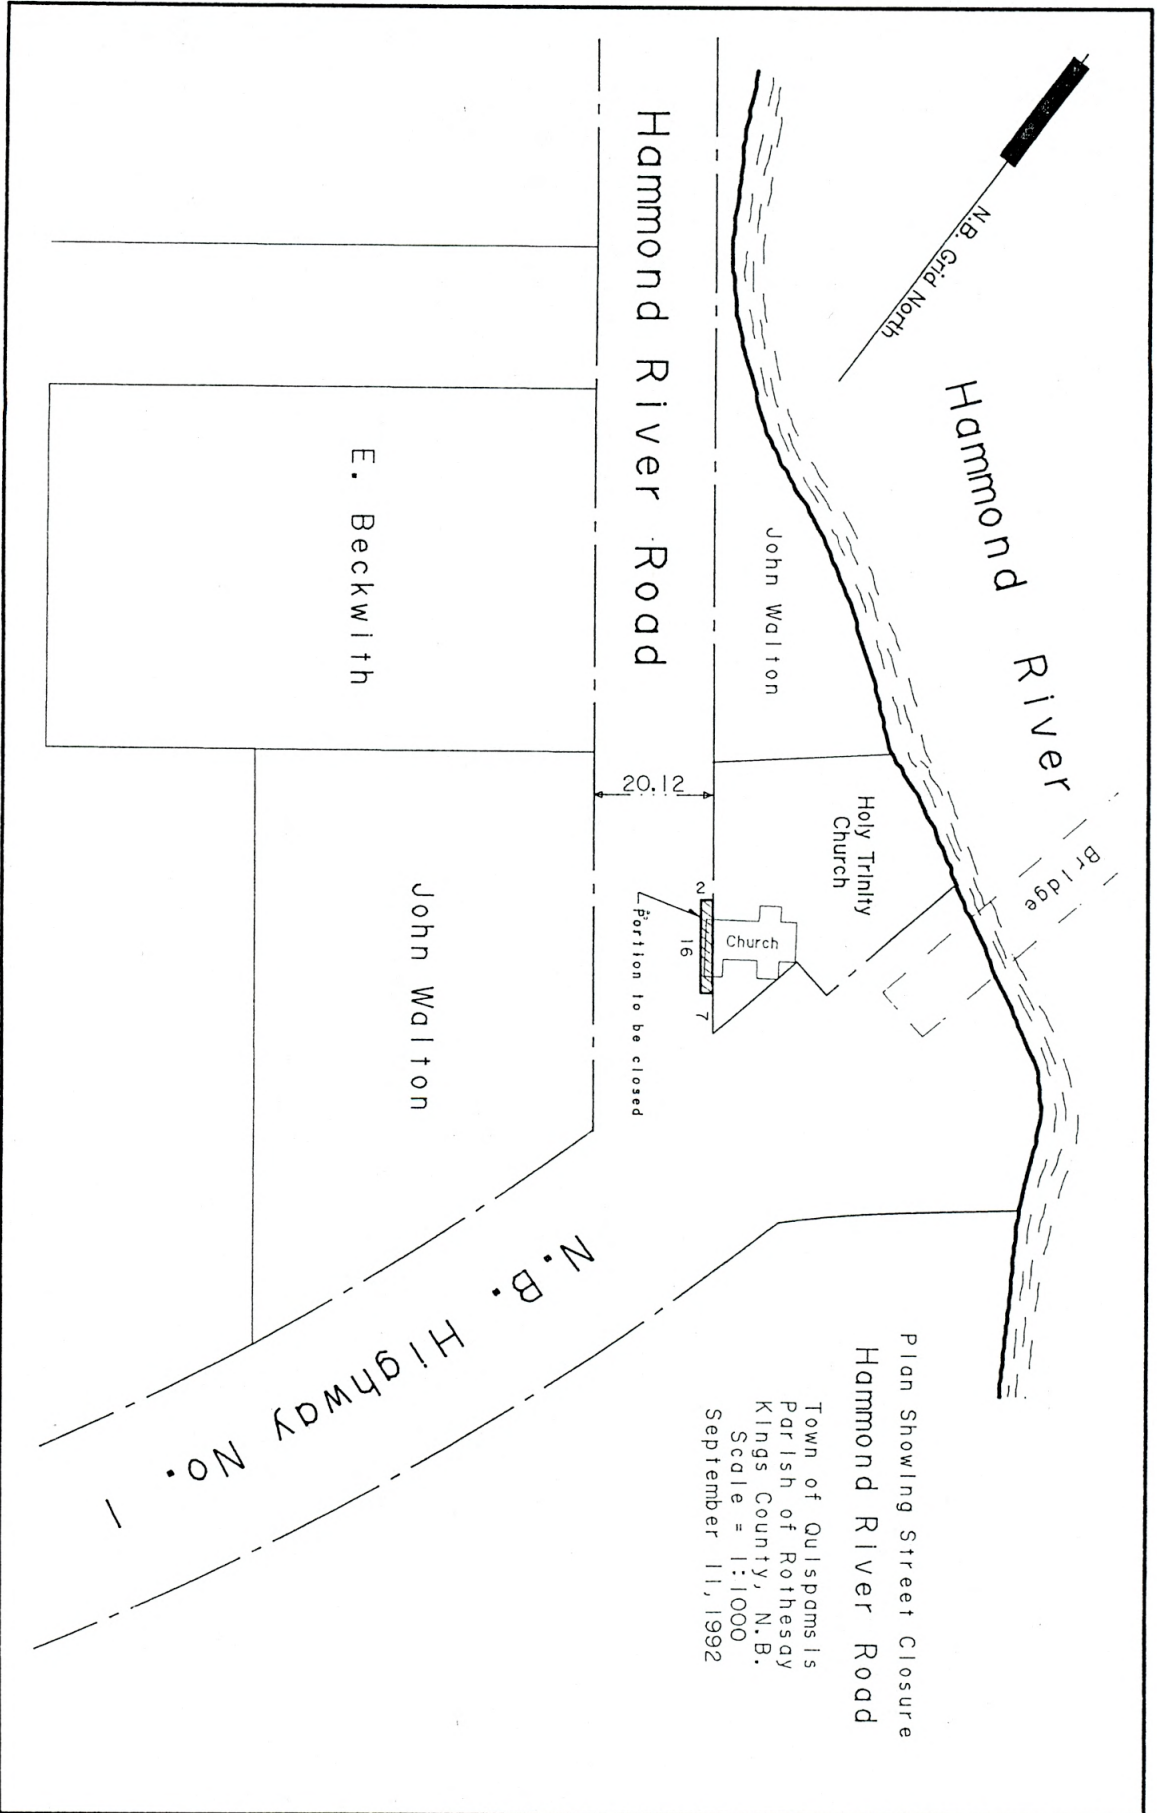 Plan Showing Street Closure
Hammond River Road
Town of Quispamsis
Parish of Rothesay
Kings County, N.B.
Scale = 1:1000
September 11, 1992
N.B. Grid North
Hammond River
Bridge
John Walton
Holy Trinity
Church
Church
Hammond River Road
20.12
2
16
7
Portion to be closed
E. Beckwith
John Walton
N.B. Highway No. 1